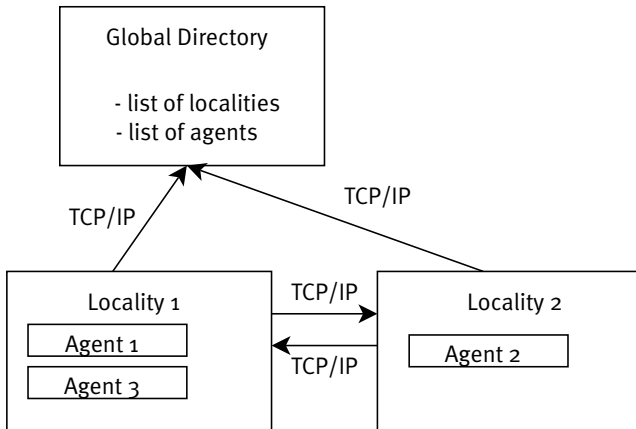 Global Directory
- list of localities
- list of agents
TCP/IP
TCP/IP
Locality 1
Agent 1
Agent 3
TCP/IP
TCP/IP
Locality 2
Agent 2